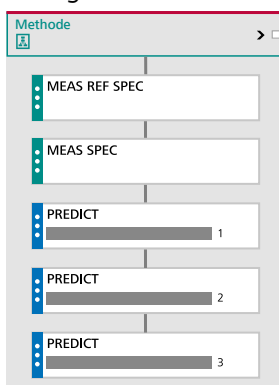 Methode
MEAS REF SPEC
MEAS SPEC
PREDICT
1
PREDICT
2
PREDICT
3